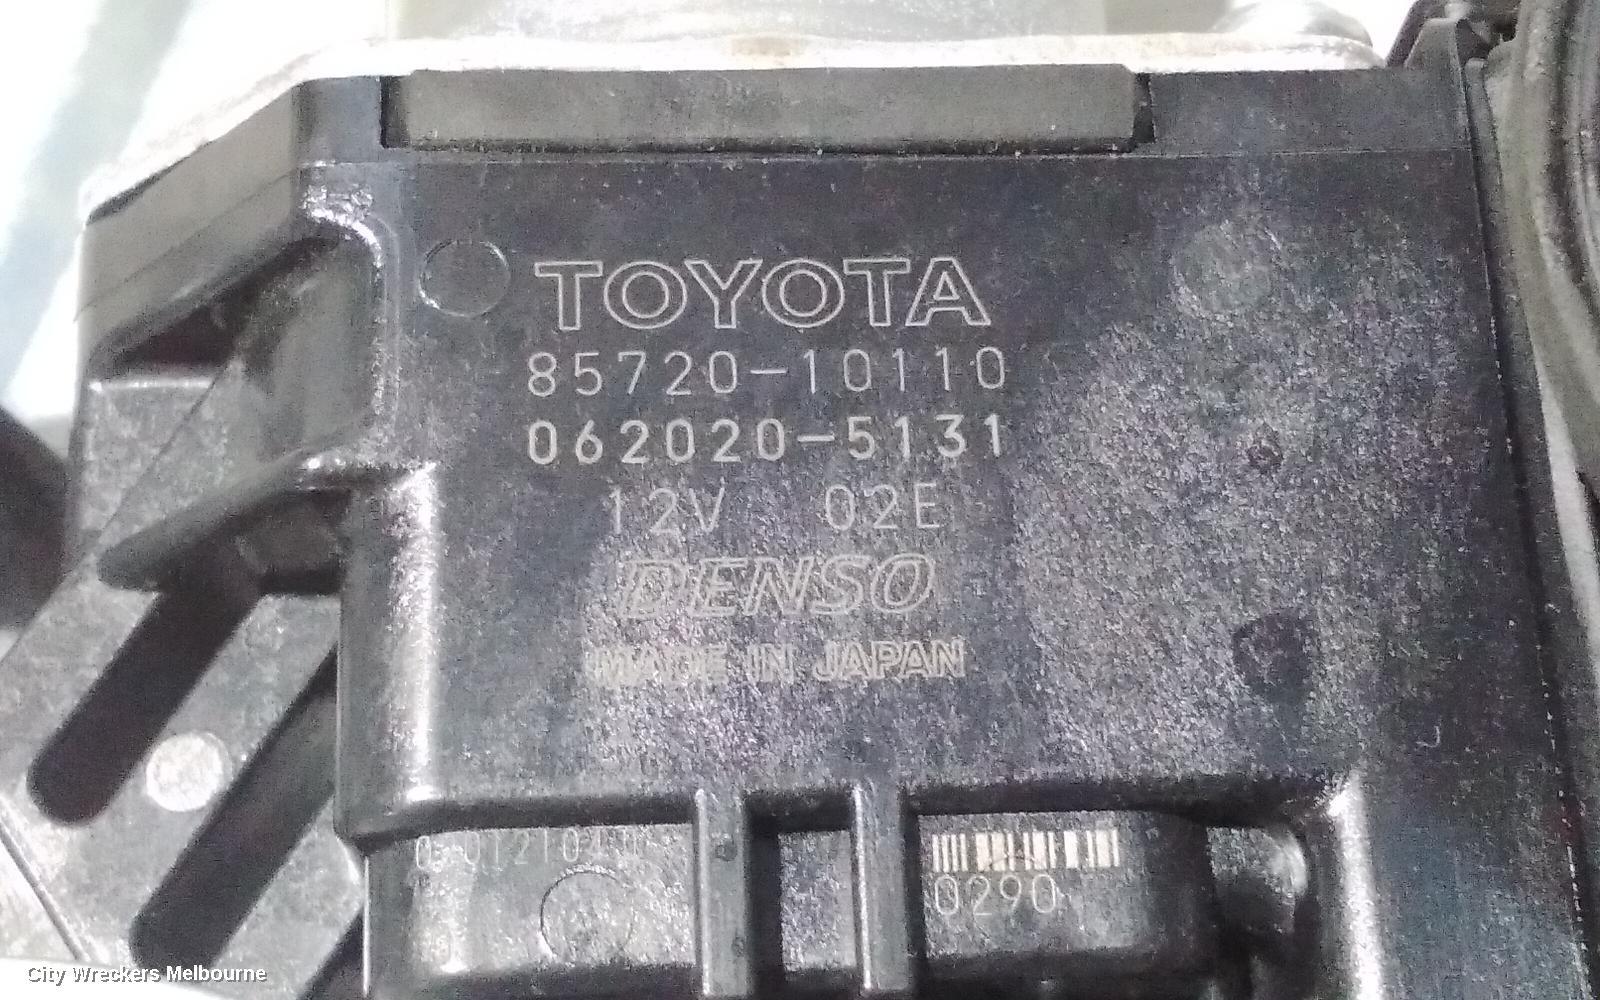 TOYOTA
85720-10110
062020-5131
12V 02E
DENSO
MADE IN JAPAN
0290
City Wreckers Melbourne